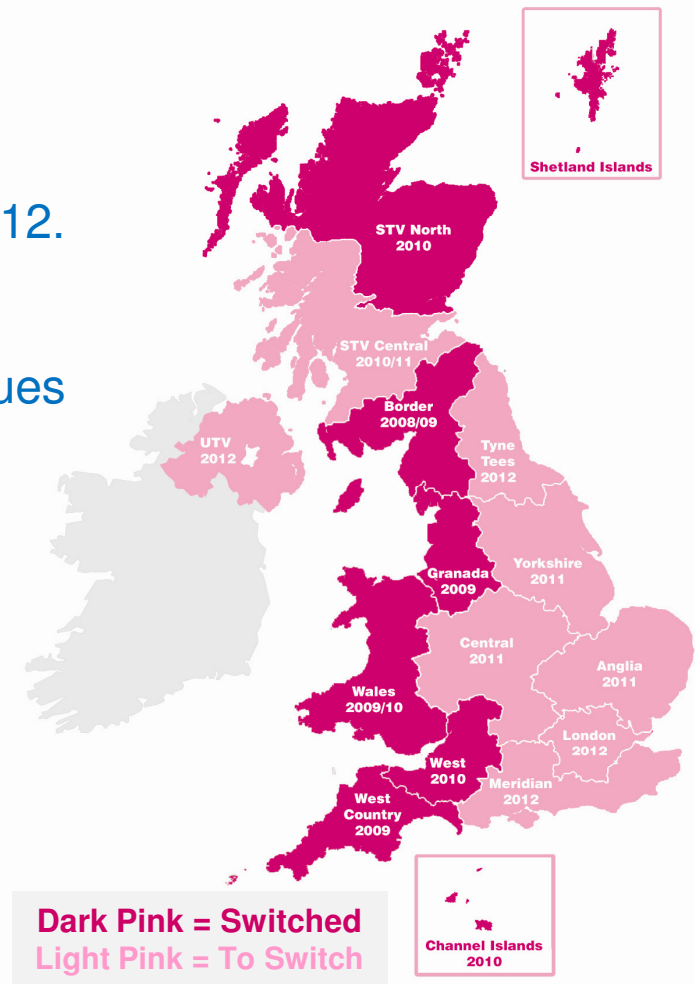 Shetland Islands
12.
STV North
2010
ues
STV Central
2010/11
Border
2008/09
UTV
2012
Tyne
Tees
2012
Granada
2009
Yorkshire
2011
Central
2011
Anglia
2011
Wales
2009/10
London
2012
West
2010
Meridian
2012
West
Country
2009
Dark Pink = Switched
Light Pink = To Switch
Channel Islands
2010